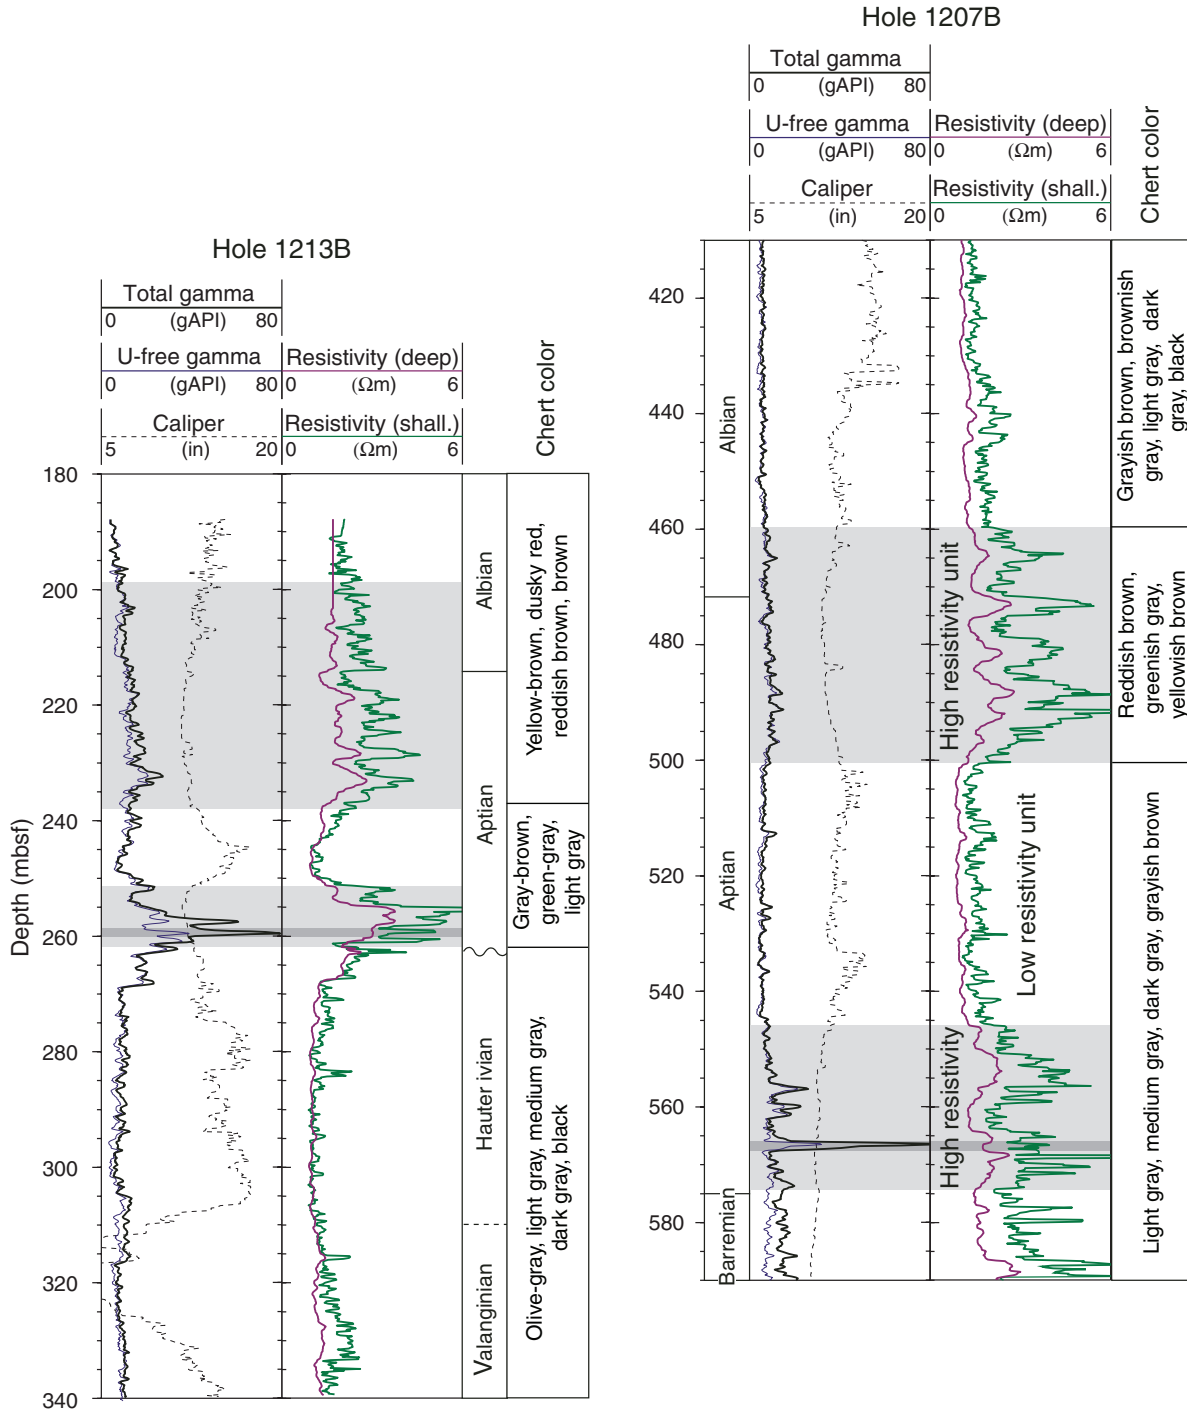 Hole 1207B
Total gamma
0 (gAPI) 80
U-free gamma
0 (gAPI) 80
Resistivity (deep)
0 (Ωm) 6
Caliper
5 (in) 20
Resistivity (shall.)
0 (Ωm) 6
Chert color
420
440
460
480
500
520
540
560
580
Albian
Aptian
Barremian
High resistivity unit
Low resistivity unit
High resistivity
Grayish brown, brownish
gray, light gray, dark
gray, black
Reddish brown,
greenish gray,
yellowish brown
Light gray, medium gray, dark gray, grayish brown
Hole 1213B
Total gamma
0 (gAPI) 80
U-free gamma
0 (gAPI) 80
Resistivity (deep)
0 (Ωm) 6
Caliper
5 (in) 20
Resistivity (shall.)
0 (Ωm) 6
Chert color
Depth (mbsf)
180
200
220
240
260
280
300
320
340
Albian
Aptian
Hauter ivian
Valanginian
Yellow-brown, dusky red,
reddish brown, brown
Gray-brown,
green-gray,
light gray
Olive-gray, light gray, medium gray,
dark gray, black